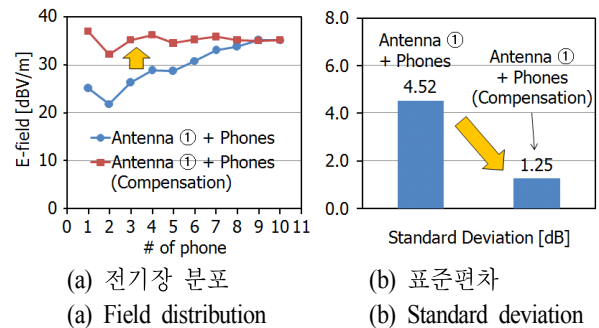 40
30
20
10
0
E-field [dBV/m]
Antenna ① + Phones
Antenna ① + Phones
(Compensation)
0 1 2 3 4 5 6 7 8 9 10 11
# of phone
(a) 전기장 분포
(a) Field distribution
8.0
6.0
4.0
2.0
0.0
Antenna ①
+ Phones
4.52
Antenna ①
+ Phones
(Compensation)
1.25
Standard Deviation [dB]
(b) 표준편차
(b) Standard deviation